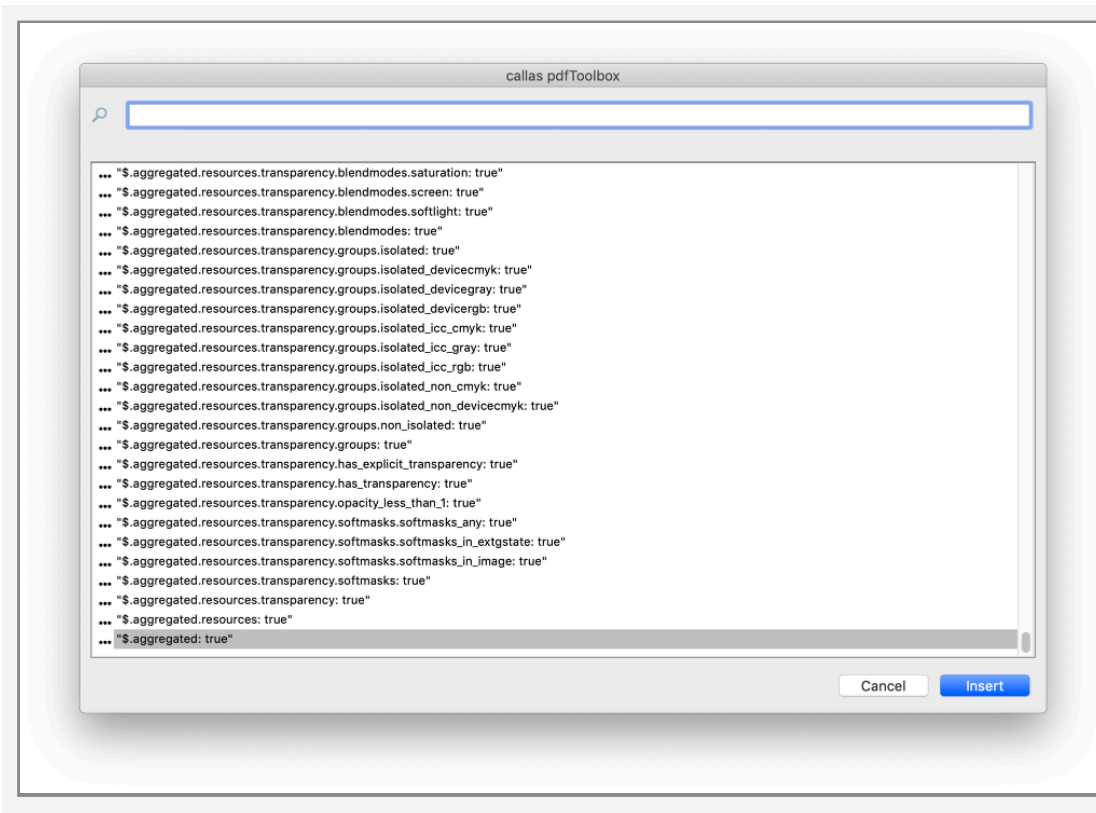 callas pdfToolbox
... "$.aggregated.resources.transparency.blendmodes.saturation: true"
... "$.aggregated.resources.transparency.blendmodes.screen: true"
... "$.aggregated.resources.transparency.blendmodes.softlight: true"
... "$.aggregated.resources.transparency.blendmodes: true"
... "$.aggregated.resources.transparency.groups.isolated: true"
... "$.aggregated.resources.transparency.groups.isolated_devicecmyk: true"
... "$.aggregated.resources.transparency.groups.isolated_devicegray: true"
... "$.aggregated.resources.transparency.groups.isolated_devicergb: true"
... "$.aggregated.resources.transparency.groups.isolated_icc_cmyk: true"
... "$.aggregated.resources.transparency.groups.isolated_icc_gray: true"
... "$.aggregated.resources.transparency.groups.isolated_icc_rgb: true"
... "$.aggregated.resources.transparency.groups.isolated_non_cmyk: true"
... "$.aggregated.resources.transparency.groups.isolated_non_devicecmyk: true"
... "$.aggregated.resources.transparency.groups.non_isolated: true"
... "$.aggregated.resources.transparency.groups: true"
... "$.aggregated.resources.transparency.has_explicit_transparency: true"
... "$.aggregated.resources.transparency.has_transparency: true"
... "$.aggregated.resources.transparency.opacity_less_than_1: true"
... "$.aggregated.resources.transparency.softmasks.softmasks_any: true"
... "$.aggregated.resources.transparency.softmasks.softmasks_in_extgstate: true"
... "$.aggregated.resources.transparency.softmasks.softmasks_in_image: true"
... "$.aggregated.resources.transparency.softmasks: true"
... "$.aggregated.resources.transparency: true"
... "$.aggregated.resources: true"
... "$.aggregated: true"
Cancel Insert